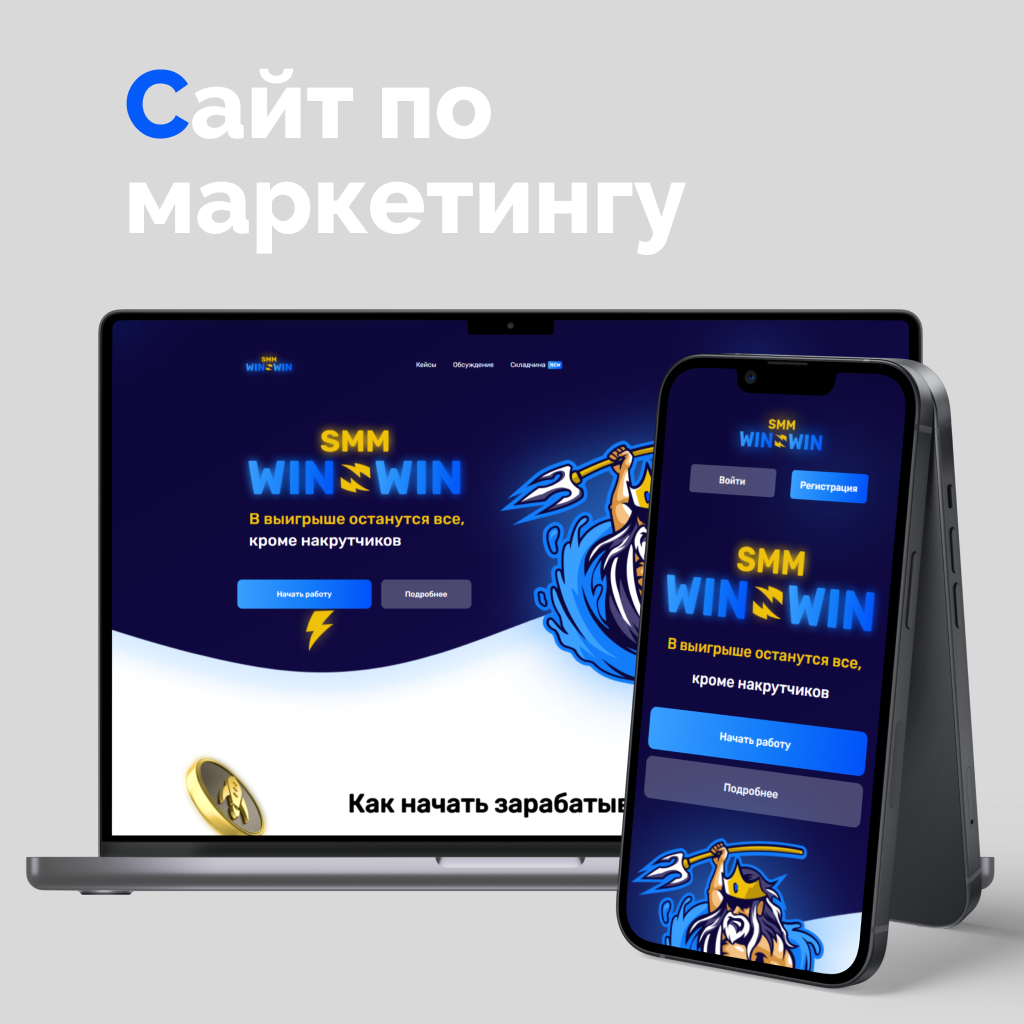 Сайт по
маркетингу
SMM
WIN WIN
Кейсы Обсуждение Складчина NEW
SMM
WIN WIN
В выигрыше останутся все,
кроме накрутчиков
Начать работу Подробнее
Как начать
SMM
WIN WIN
Войти Регистрация
SMM
WIN WIN
В выигрыше останутся все,
кроме накрутчиков
Начать работу
Подробнее